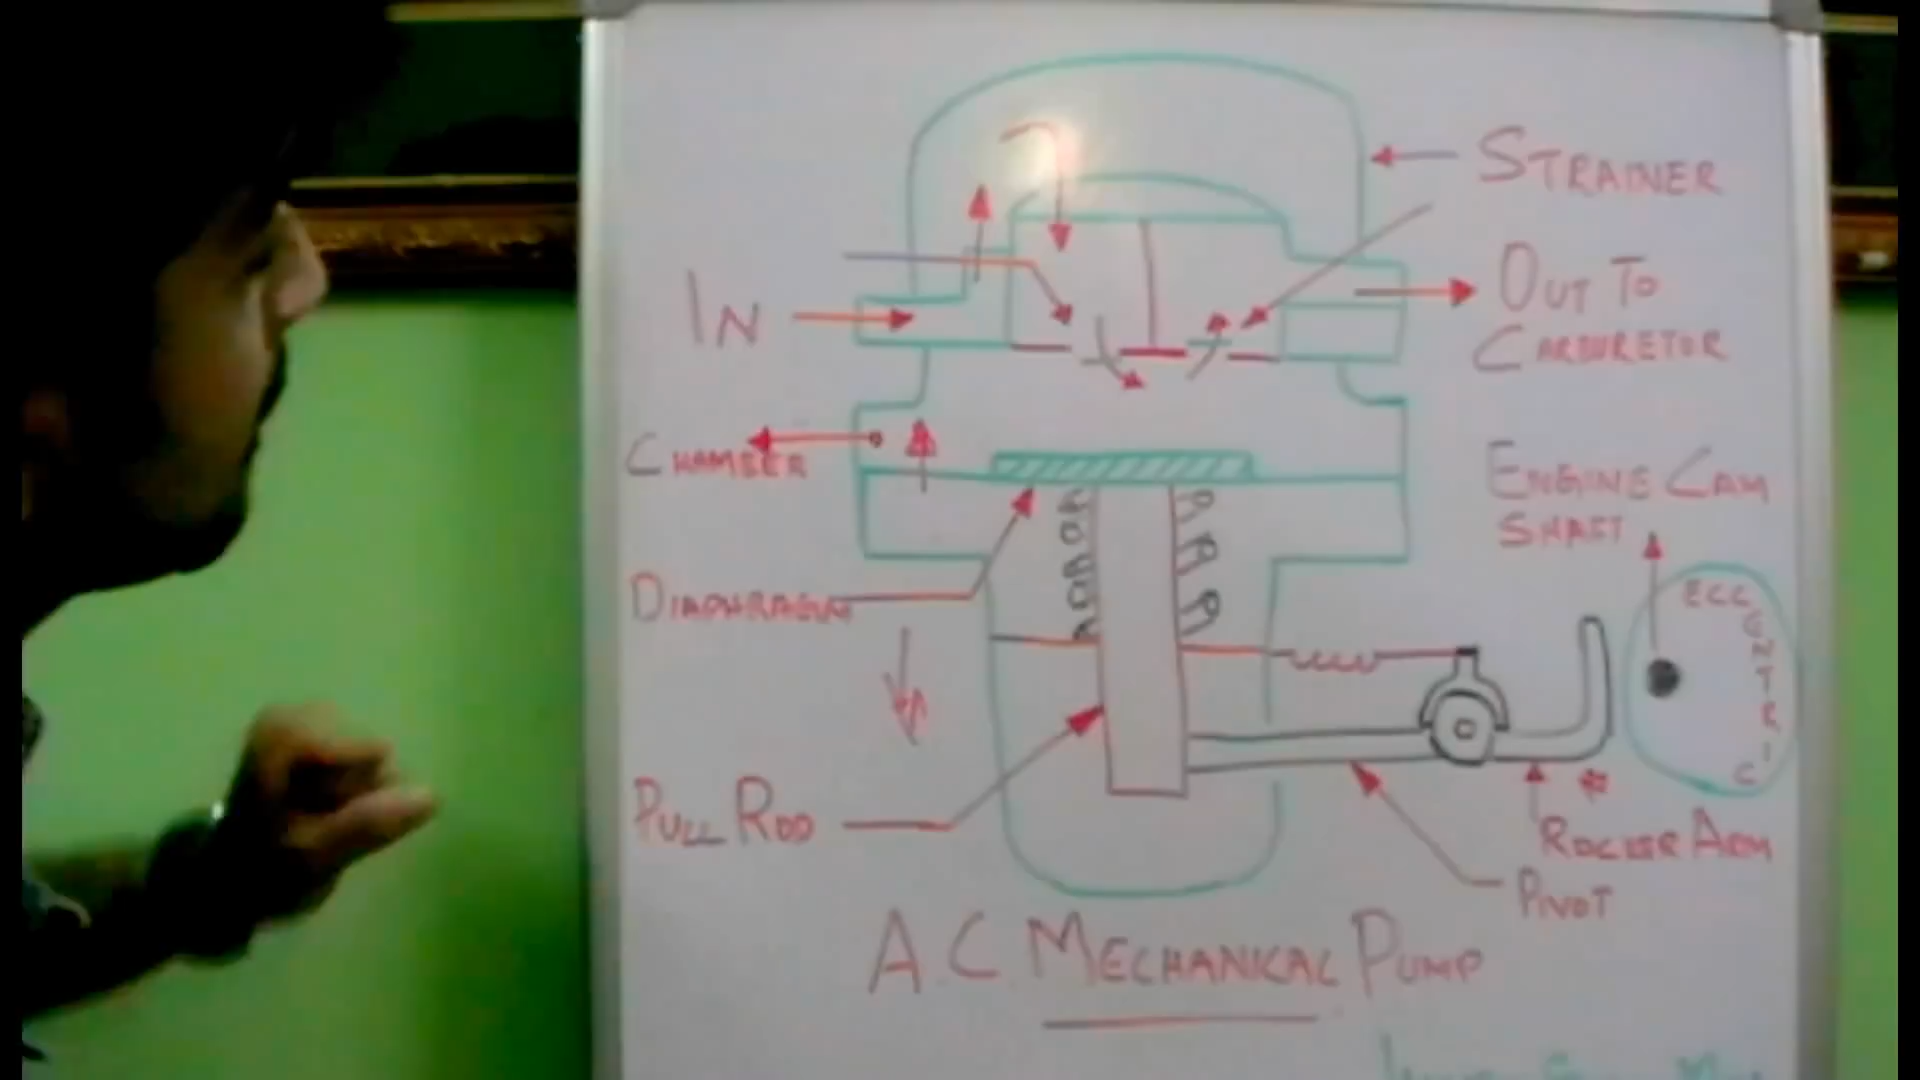 STRAINER
IN
OUT TO
CARBURETOR
CHAMBER
ENGINE CAM
SHAFT
DIAPHRAGM
ECCENTRIC
PULL ROD
ROCKER ARM
PIVOT
A.C. MECHANICAL PUMP